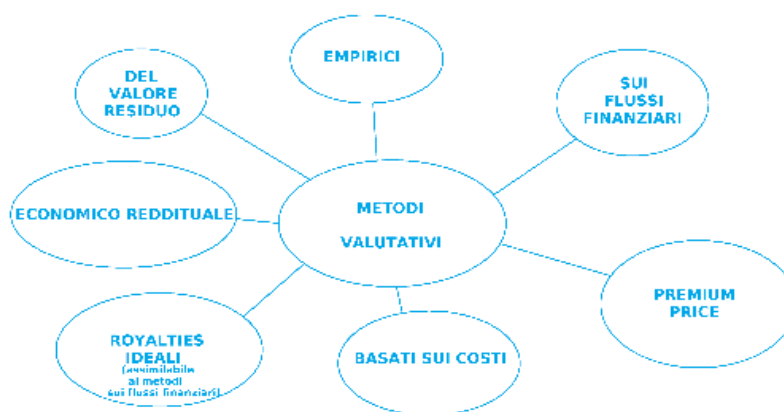 EMPIRICI
DEL
VALORE
RESIDUO
SUI
FLUSSI
FINANZIARI
ECONOMICO REDDITUALE
METODI
VALUTATIVI
PREMIUM
PRICE
ROYALTIES
IDEALI
(assimilabile
ai metodi
sui flussi finanziari)
BASATI SUI COSTI